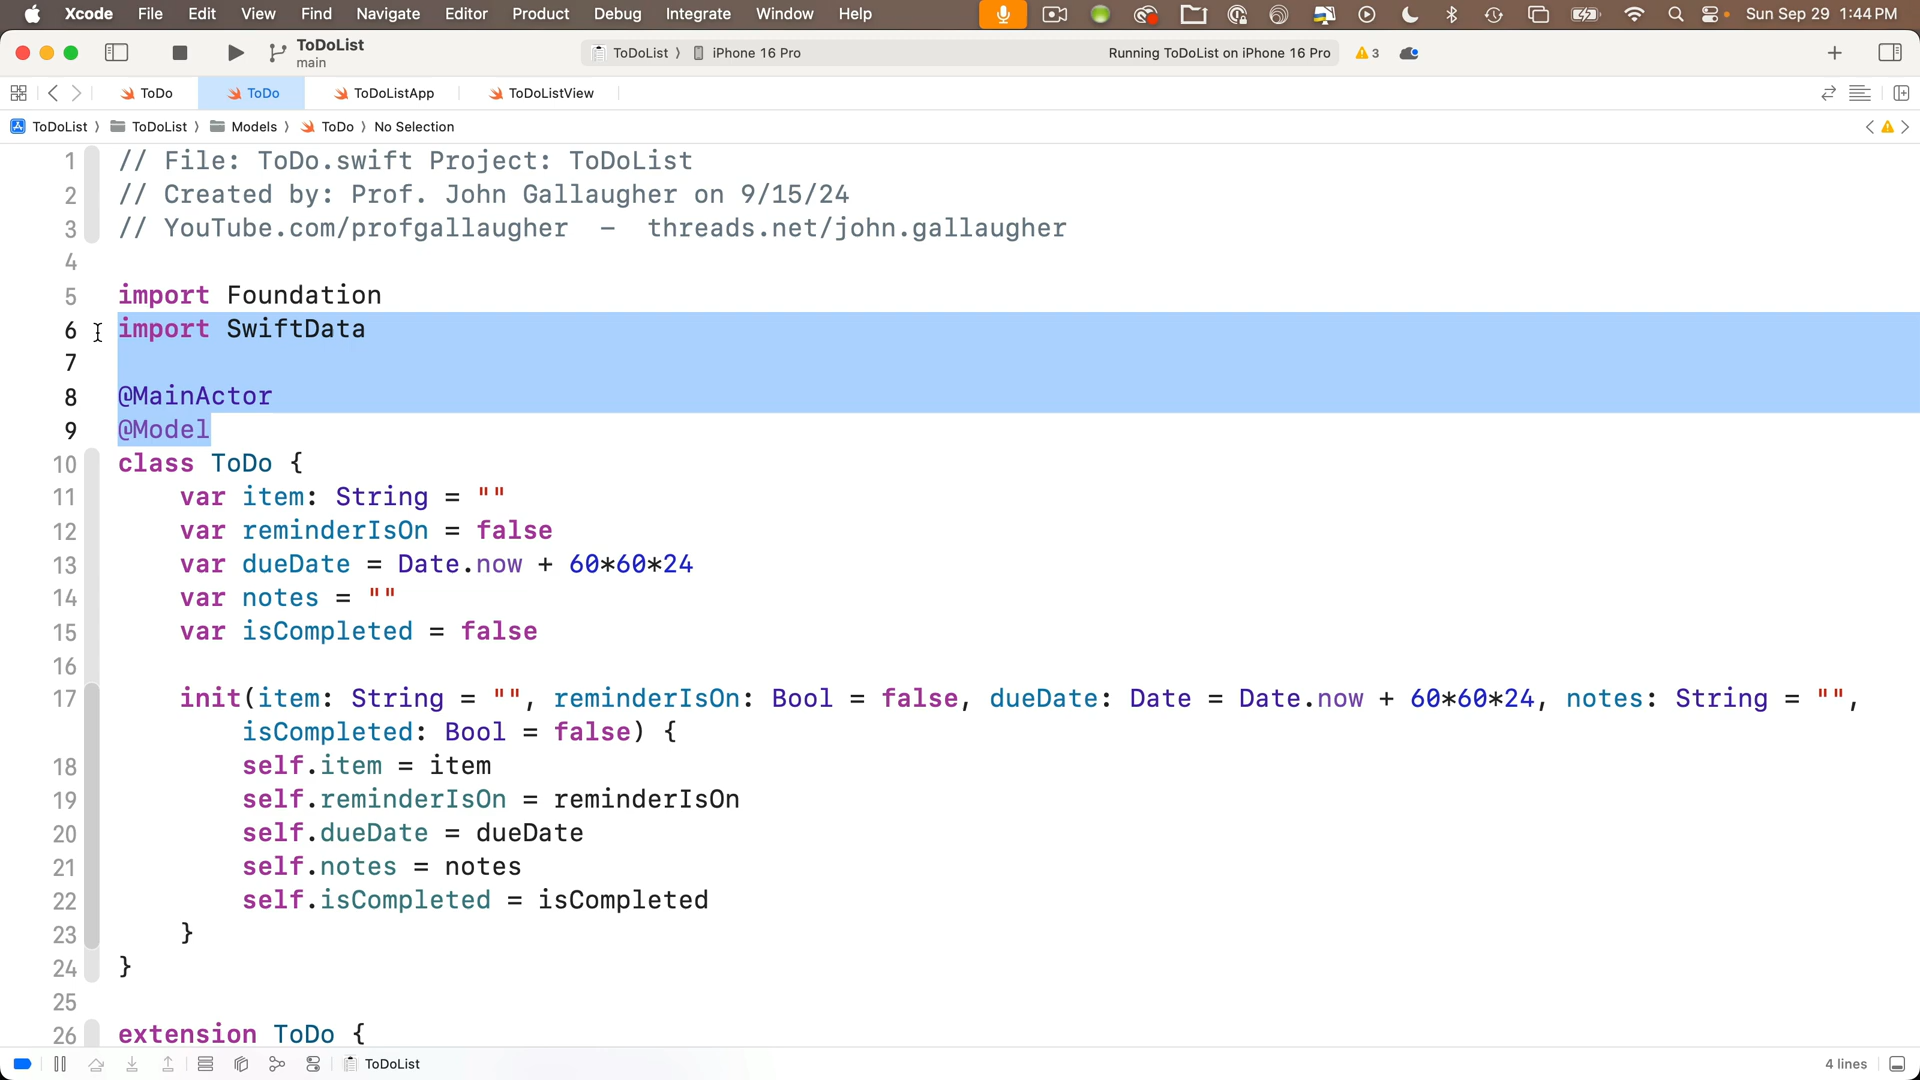 Xcode File Edit View Find Navigate Editor Product Debug Integrate Window Help Sun Sep 29 1:44 PM
ToDoList
main
ToDoList ⟩ iPhone 16 Pro Running ToDoList on iPhone 16 Pro 3
ToDo ToDo ToDoListApp ToDoListView
ToDoList ⟩ ToDoList ⟩ Models ⟩ ToDo ⟩ No Selection
1 // File: ToDo.swift Project: ToDoList
2 // Created by: Prof. John Gallaugher on 9/15/24
3 // YouTube.com/profgallaugher – threads.net/john.gallaugher
4
5 import Foundation
6 import SwiftData
7
8 @MainActor
9 @Model
10 class ToDo {
11 var item: String = ""
12 var reminderIsOn = false
13 var dueDate = Date.now + 60*60*24
14 var notes = ""
15 var isCompleted = false
16
17 init(item: String = "", reminderIsOn: Bool = false, dueDate: Date = Date.now + 60*60*24, notes: String = "",
isCompleted: Bool = false) {
18 self.item = item
19 self.reminderIsOn = reminderIsOn
20 self.dueDate = dueDate
21 self.notes = notes
22 self.isCompleted = isCompleted
23 }
24 }
25
26 extension ToDo {
ToDoList 4 lines